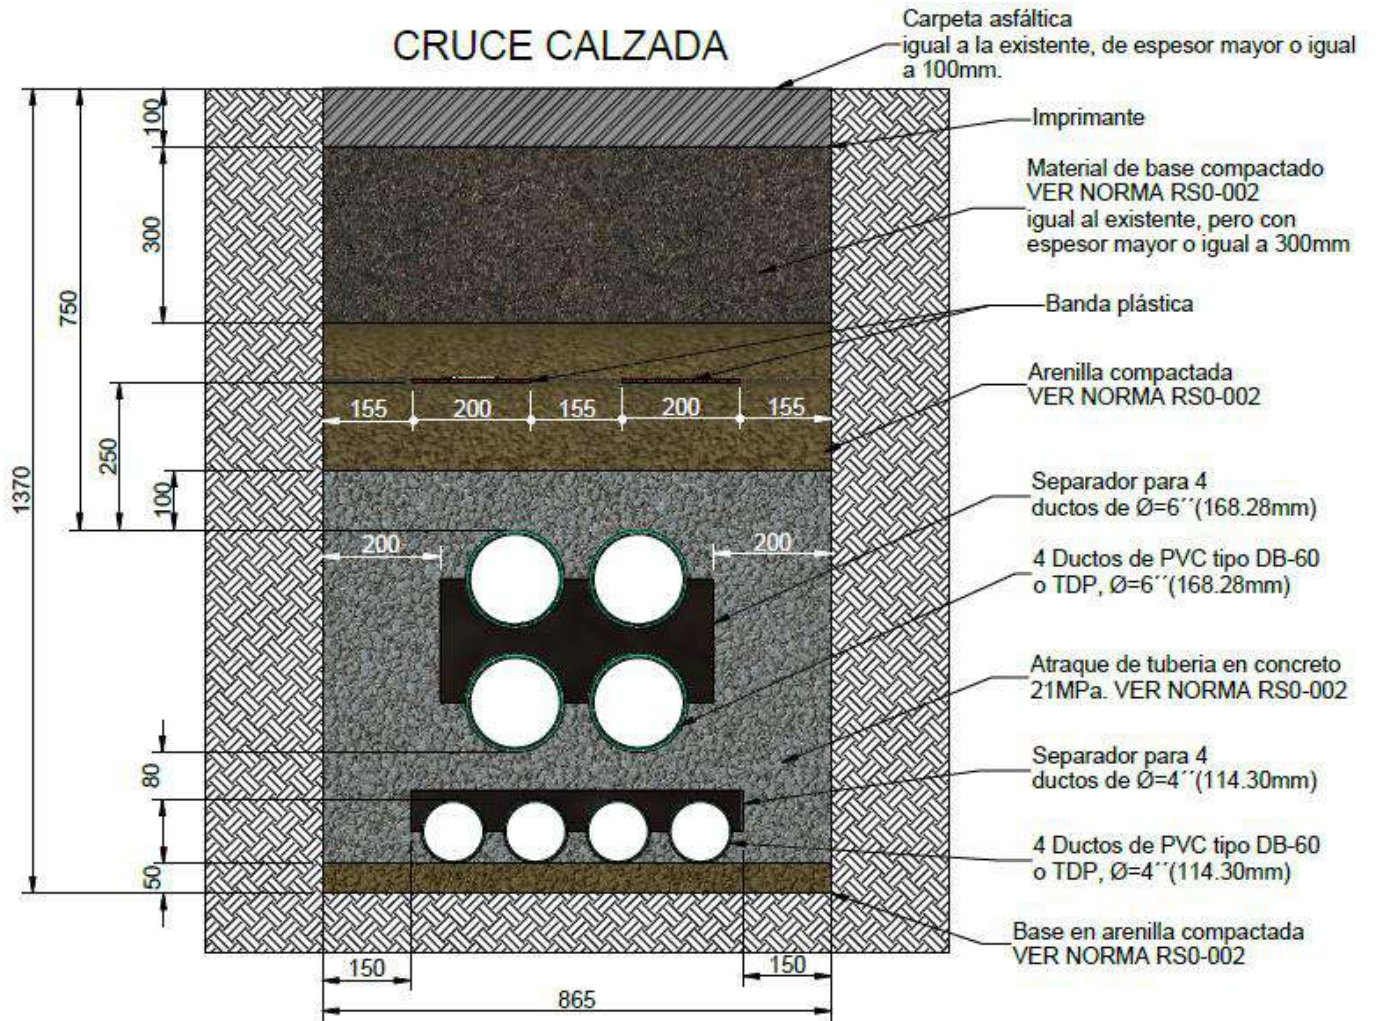 CRUCE CALZADA
Carpeta asfáltica
igual a la existente, de espesor mayor o igual
a 100mm.
Imprimante
Material de base compactado
VER NORMA RS0-002
igual al existente, pero con
espesor mayor o igual a 300mm
Banda plástica
Arenilla compactada
VER NORMA RS0-002
Separador para 4
ductos de Ø=6´´(168.28mm)
4 Ductos de PVC tipo DB-60
o TDP, Ø=6´´(168.28mm)
Atraque de tuberia en concreto
21MPa. VER NORMA RS0-002
Separador para 4
ductos de Ø=4´´(114.30mm)
4 Ductos de PVC tipo DB-60
o TDP, Ø=4´´(114.30mm)
Base en arenilla compactada
VER NORMA RS0-002
1370
750
100
300
250
100
80
50
155
200
155
200
155
200
200
150
150
865